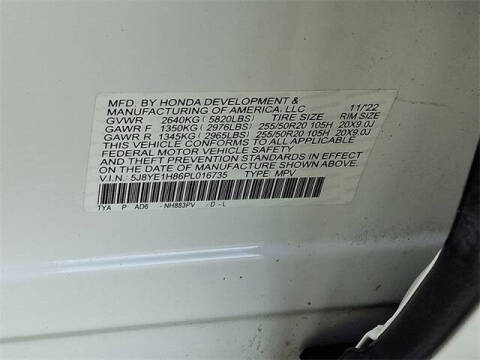 MFD. BY HONDA DEVELOPMENT &
MANUFACTURING OF AMERICA, LLC 11/22
GVWR 2640KG ( 5820LBS) TIRE SIZE RIM SIZE
GAWR F 1350KG ( 2976LBS) 255/50R20 105H 20X9.0J
GAWR R 1345KG ( 2965LBS) 255/50R20 105H 20X9.0J
THIS VEHICLE CONFORMS TO ALL APPLICABLE
FEDERAL MOTOR VEHICLE SAFETY
AND THEFT PREVENTION STANDARDS IN EFFECT
ON THE DATE OF MANUFACTURE SHOWN ABOVE.
V.I.N.: 5J8YE1H86PL016735 TYPE: MPV
TYA P AD6 NH883PV - D - L